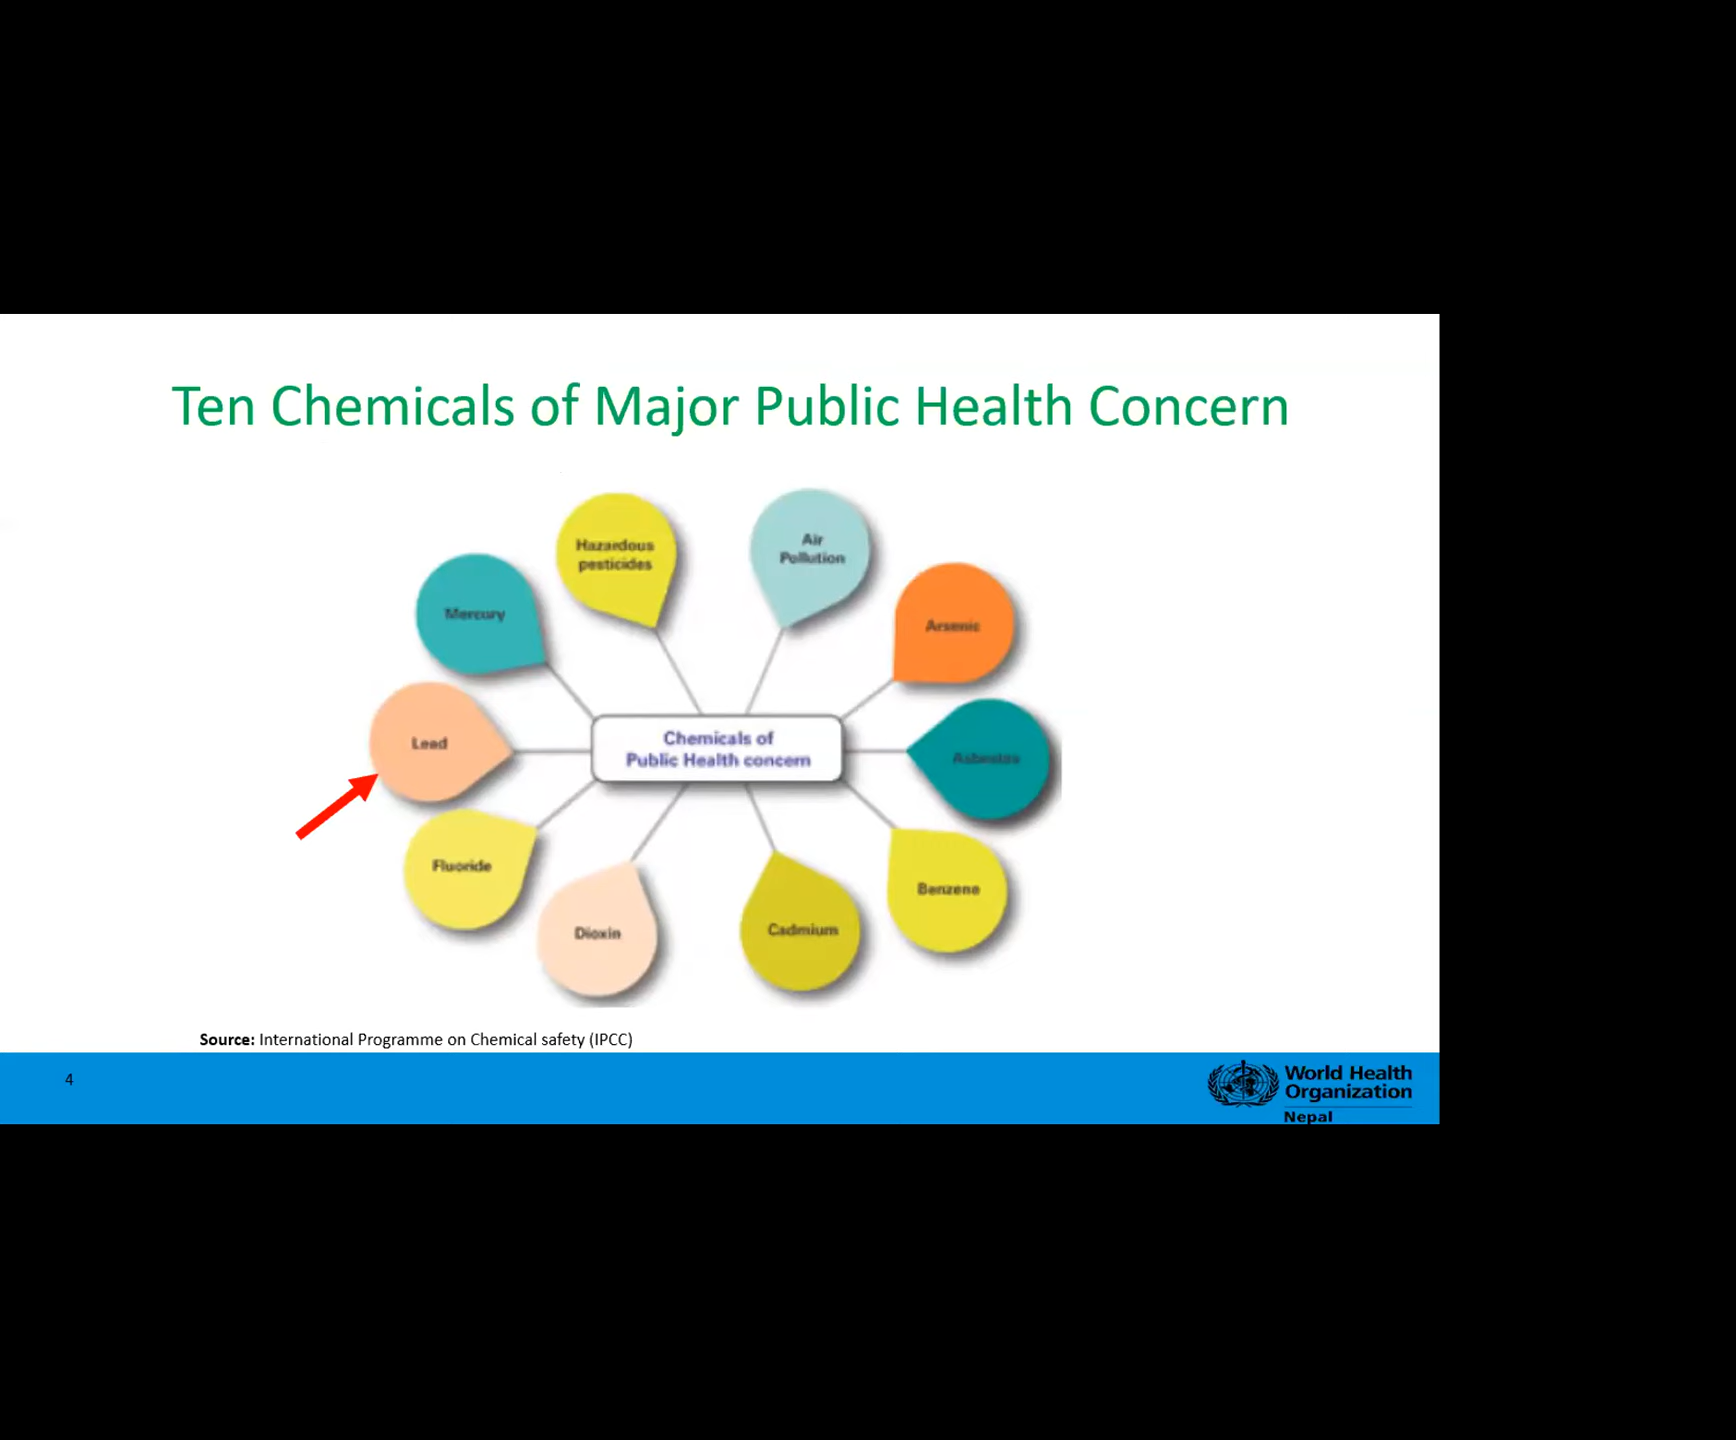 Ten Chemicals of Major Public Health Concern
Hazardous
pesticides
Air
Pollution
Mercury
Arsenic
Lead
Chemicals of
Public Health concern
Asbestos
Fluoride
Benzene
Dioxin
Cadmium
Source: International Programme on Chemical safety (IPCC)
4
World Health
Organization
Nepal